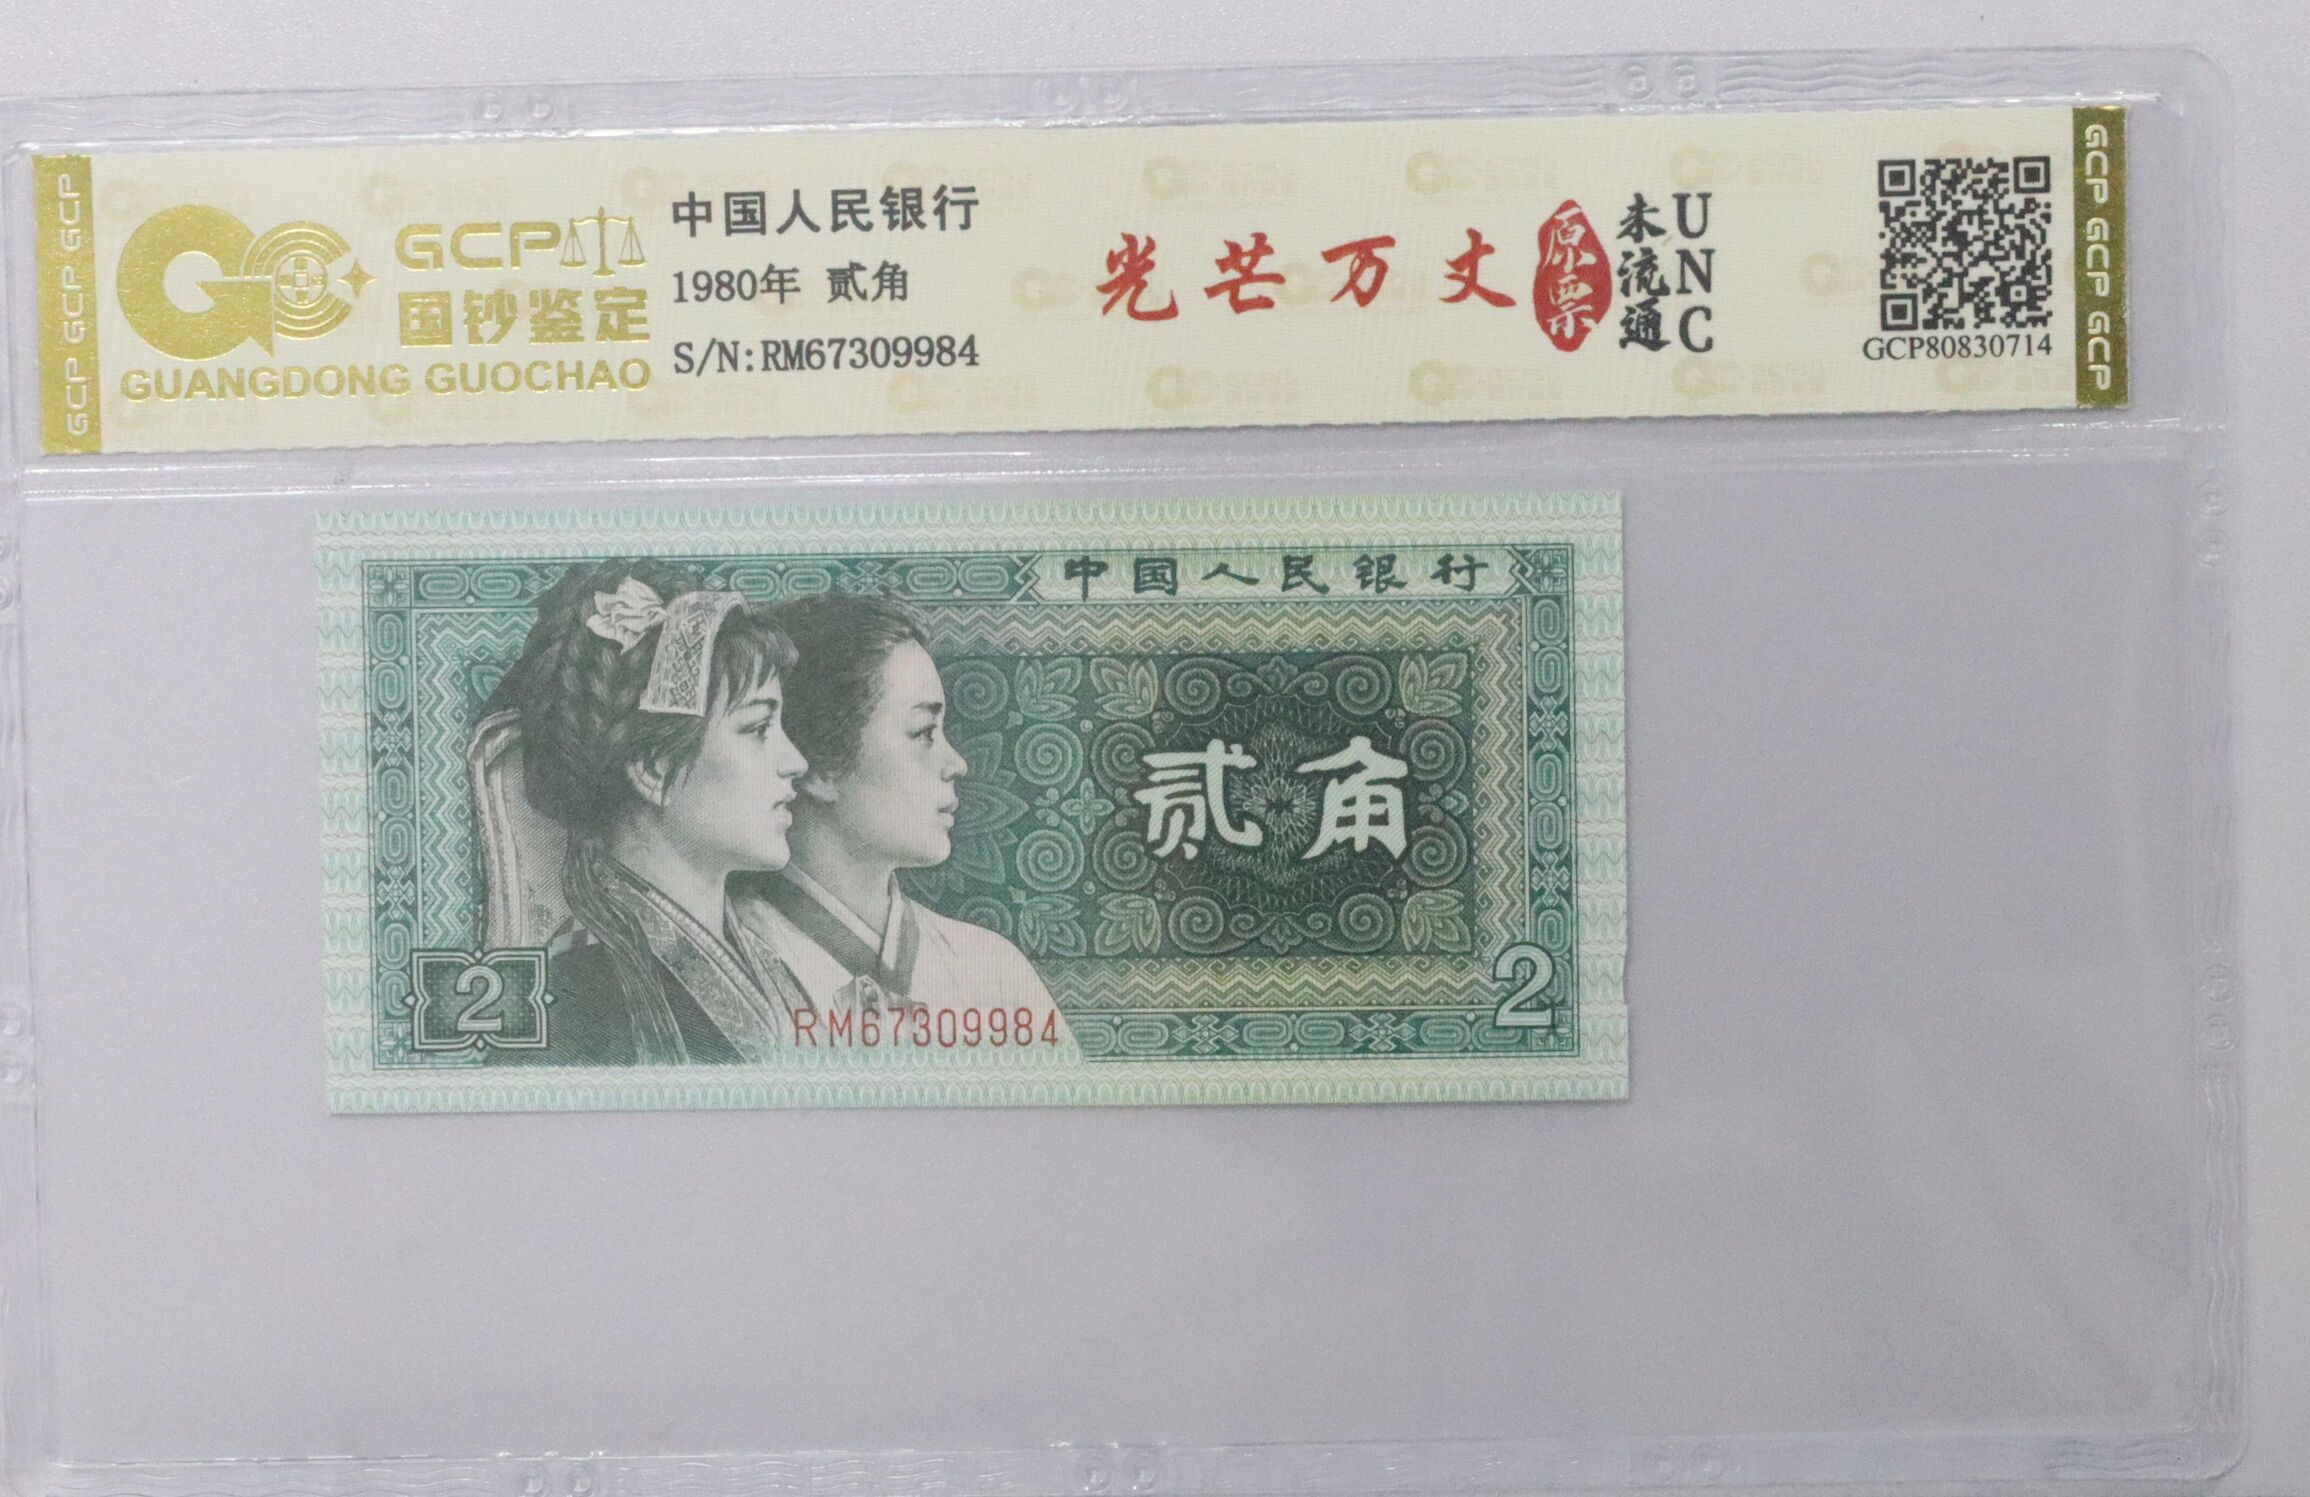 GCP GCP GCP
GCP
国钞鉴定
GUANGDONG GUOCHAO
中国人民银行
1980年 贰角
S/N:RM67309984
光芒万丈
原票
未流通
UNC
GCP80830714
GCP GCP GCP
中国人民银行
贰角
2
RM67309984
2